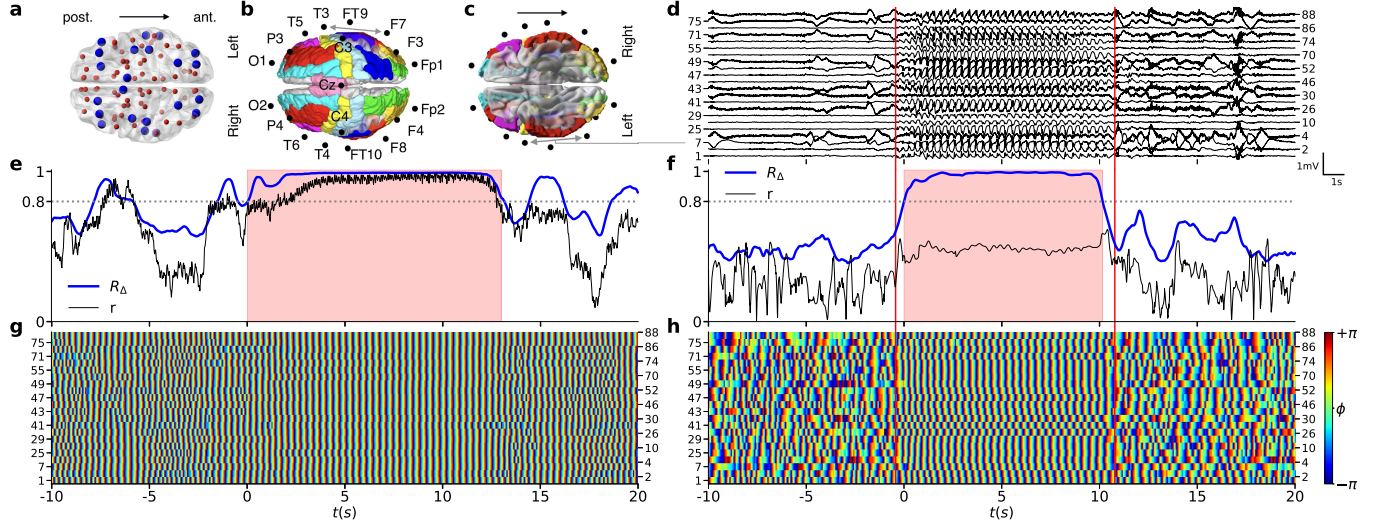 a
post.
ant.
b
T3
FT9
T5
F7
P3
C3
F3
O1
Fp1
Cz
O2
Fp2
P4
C4
F4
T6
F8
T4
FT10
Left
Right
c
Right
Left
d
75
71
55
49
47
43
41
29
25
7
1
88
86
74
70
52
46
30
26
10
4
2
1mV
1s
e
1
0.8
0
R_Δ
r
f
1
0.8
0
R_Δ
r
g
75
71
55
49
47
43
41
29
25
7
1
88
86
74
70
52
46
30
26
10
4
2
-10
-5
0
5
10
15
20
t(s)
h
75
71
55
49
47
43
41
29
25
7
1
88
86
74
70
52
46
30
26
10
4
2
-10
-5
0
5
10
15
20
t(s)
+π
ϕ
−π